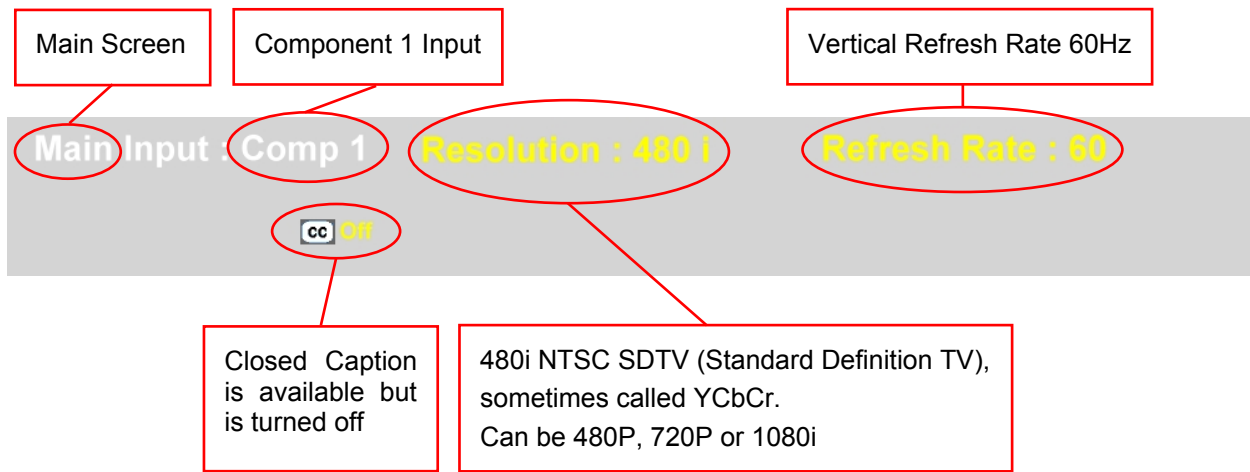 Main Screen
Component 1 Input
Vertical Refresh Rate 60Hz
Main Input : Comp 1 Resolution : 480 i Refresh Rate : 60
cc Off
Closed Caption
is available but
is turned off
480i NTSC SDTV (Standard Definition TV),
sometimes called YCbCr.
Can be 480P, 720P or 1080i